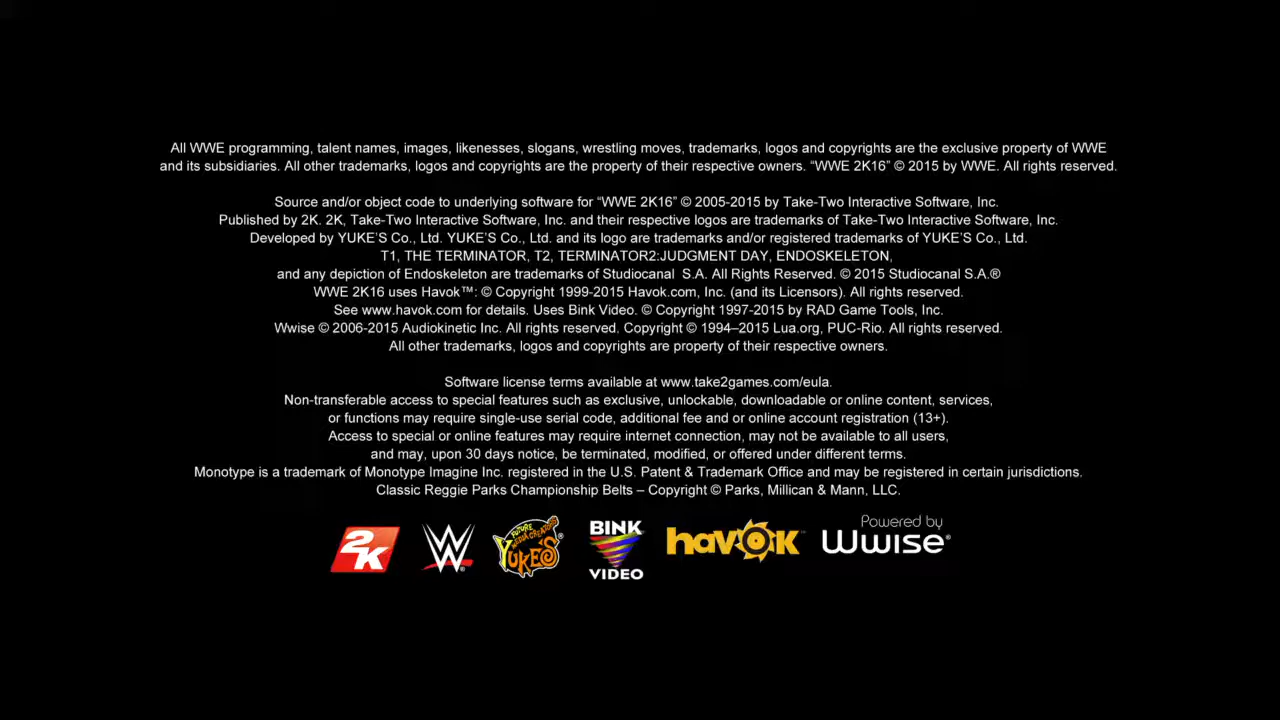 All WWE programming, talent names, images, likenesses, slogans, wrestling moves, trademarks, logos and copyrights are the exclusive property of WWE
and its subsidiaries. All other trademarks, logos and copyrights are the property of their respective owners. “WWE 2K16” © 2015 by WWE. All rights reserved.
Source and/or object code to underlying software for “WWE 2K16” © 2005-2015 by Take-Two Interactive Software, Inc.
Published by 2K. 2K, Take-Two Interactive Software, Inc. and their respective logos are trademarks of Take-Two Interactive Software, Inc.
Developed by YUKE’S Co., Ltd. YUKE’S Co., Ltd. and its logo are trademarks and/or registered trademarks of YUKE’S Co., Ltd.
T1, THE TERMINATOR, T2, TERMINATOR2:JUDGMENT DAY, ENDOSKELETON,
and any depiction of Endoskeleton are trademarks of Studiocanal S.A. All Rights Reserved. © 2015 Studiocanal S.A.®
WWE 2K16 uses Havok™: © Copyright 1999-2015 Havok.com, Inc. (and its Licensors). All rights reserved.
See www.havok.com for details. Uses Bink Video. © Copyright 1997-2015 by RAD Game Tools, Inc.
Wwise © 2006-2015 Audiokinetic Inc. All rights reserved. Copyright © 1994–2015 Lua.org, PUC-Rio. All rights reserved.
All other trademarks, logos and copyrights are property of their respective owners.
Software license terms available at www.take2games.com/eula.
Non-transferable access to special features such as exclusive, unlockable, downloadable or online content, services,
or functions may require single-use serial code, additional fee and or online account registration (13+).
Access to special or online features may require internet connection, may not be available to all users,
and may, upon 30 days notice, be terminated, modified, or offered under different terms.
Monotype is a trademark of Monotype Imagine Inc. registered in the U.S. Patent & Trademark Office and may be registered in certain jurisdictions.
Classic Reggie Parks Championship Belts – Copyright © Parks, Millican & Mann, LLC.
2K
W
FUTURE MEDIA CREATORS
YUKE'S®
BINK
VIDEO
havok™
Powered by
Wwise®